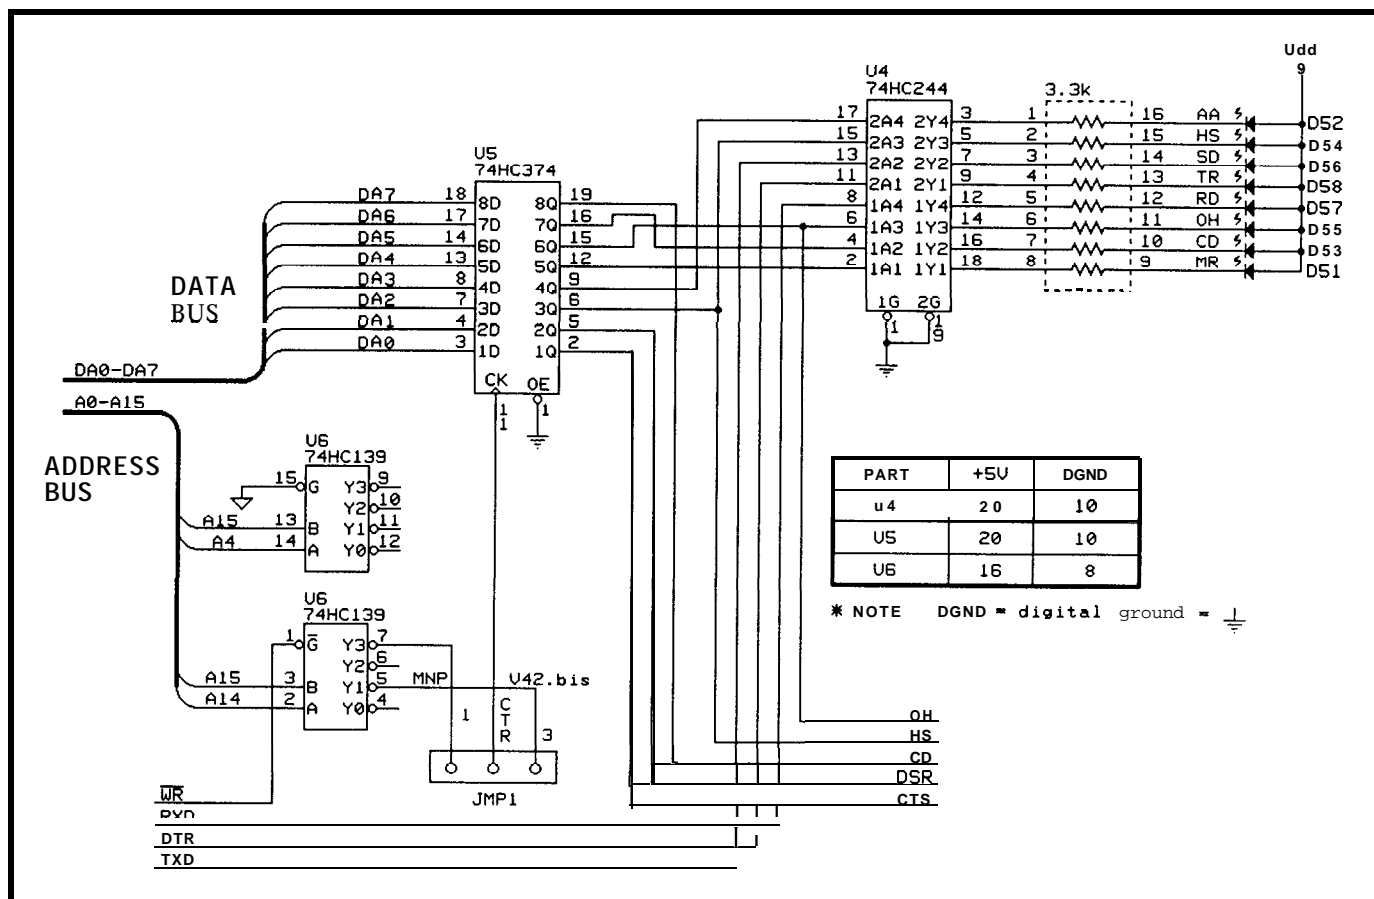 Udd
9
U4
74HC244
3.3k
17 2A4 2Y4 3 1 16 AA D52
15 2A3 2Y3 5 2 15 HS D54
13 2A2 2Y2 7 3 14 SD D56
11 2A1 2Y1 9 4 13 TR D58
8 1A4 1Y4 12 5 12 RD D57
6 1A3 1Y3 14 6 11 OH D55
4 1A2 1Y2 16 7 10 CD D53
2 1A1 1Y1 18 8 9 MR D51
1G 2G
1 19
U5
74HC374
DA7 18 8D 8Q 19
DA6 17 7D 7Q 16
DA5 14 6D 6Q 15
DA4 13 5D 5Q 12
DA3 8 4D 4Q 9
DA2 7 3D 3Q 6
DA1 4 2D 2Q 5
DA0 3 1D 1Q 2
CK OE
11 1
DATA
BUS
DA0-DA7
A0-A15
ADDRESS
BUS
U6
74HC139
15 G Y3 9
Y2 10
A15 13 B Y1 11
A4 14 A Y0 12
U6
74HC139
1 G̅ Y3 7
Y2 6
A15 3 B Y1 5 MNP V42.bis
A14 2 A Y0 4
1 CTR 3
JMP1
PART +5V DGND
u4 20 10
U5 20 10
U6 16 8
* NOTE DGND = digital ground =
OH
HS
CD
DSR
CTS
W̅R̅
RXD
DTR
TXD